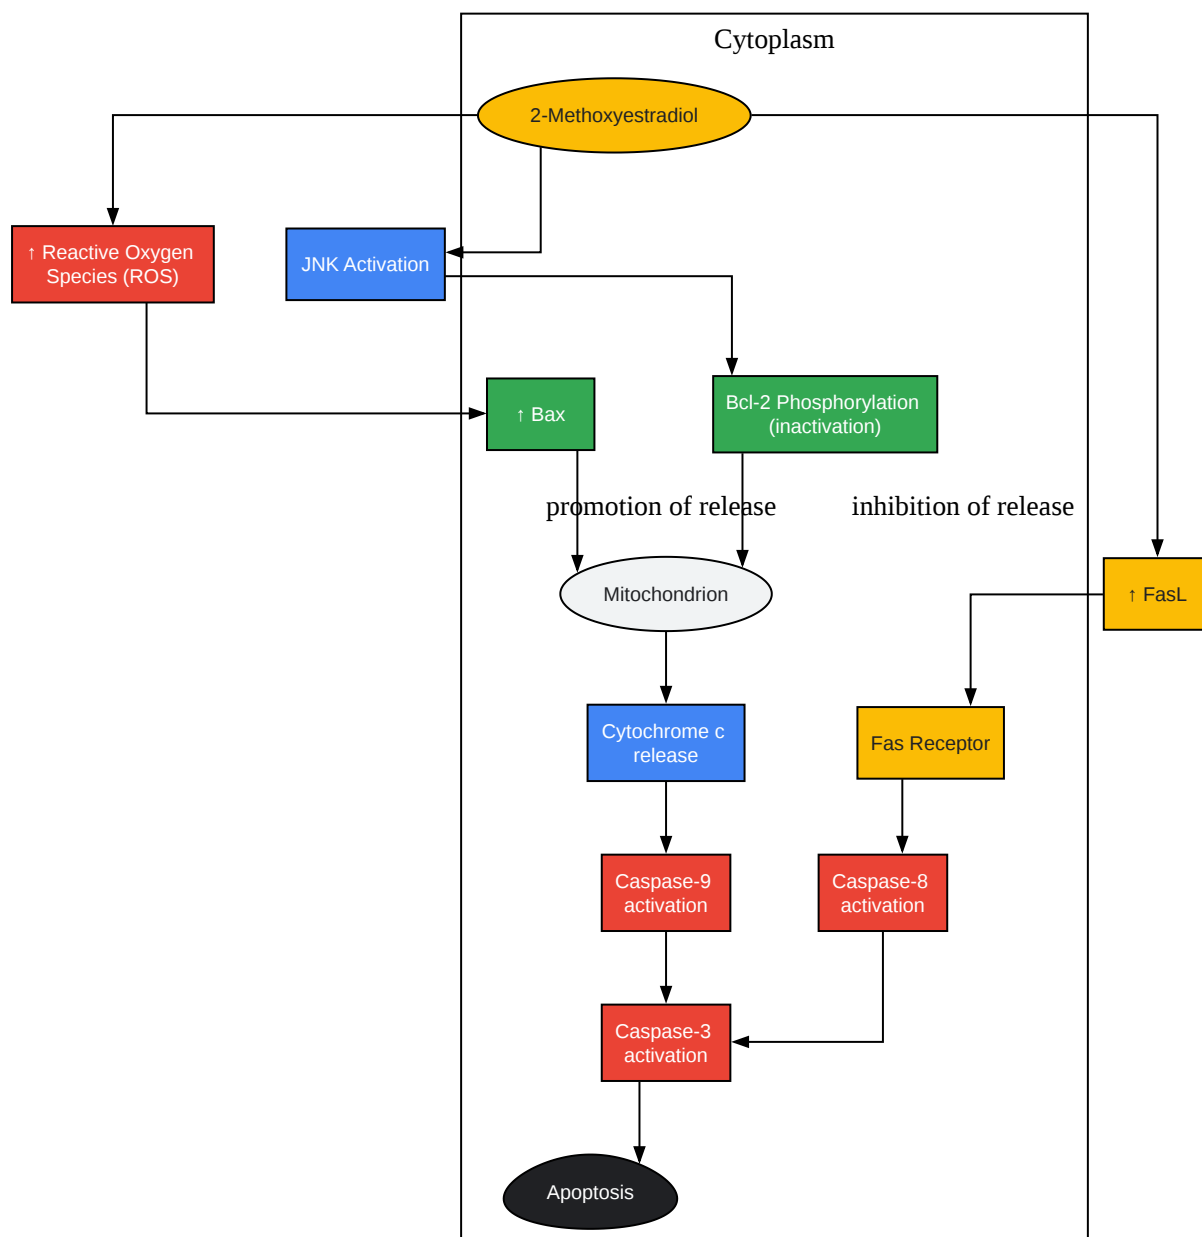 Cytoplasm
2-Methoxyestradiol
↑ Reactive Oxygen
Species (ROS)
JNK Activation
↑ Bax
Bcl-2 Phosphorylation
(inactivation)
promotion of release
inhibition of release
Mitochondrion
↑ FasL
Cytochrome c
release
Fas Receptor
Caspase-9
activation
Caspase-8
activation
Caspase-3
activation
Apoptosis